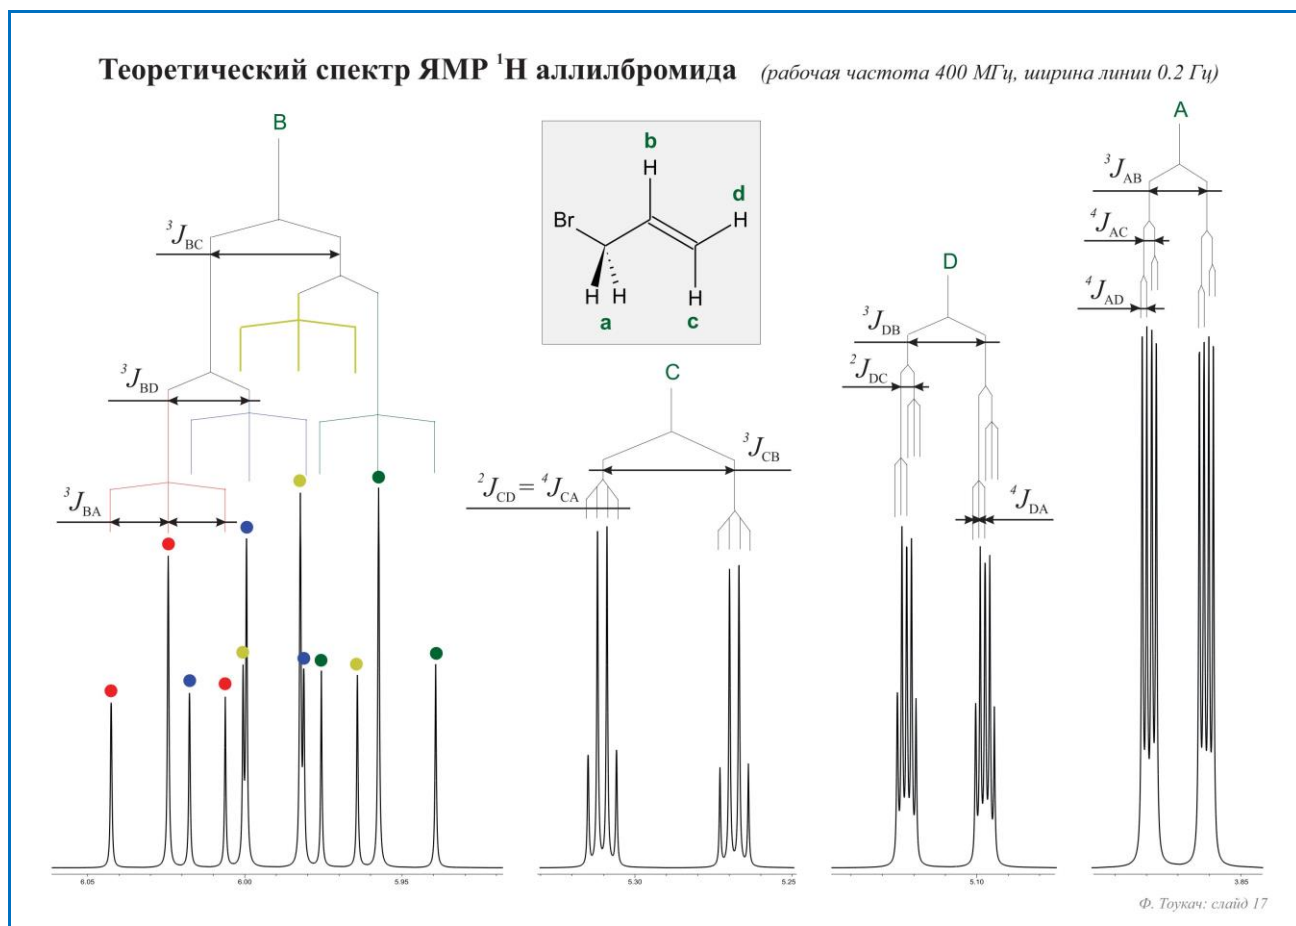 Теоретический спектр ЯМР ¹H аллилбромида (рабочая частота 400 МГц, ширина линии 0.2 Гц)
B
³J_BC
³J_BD
³J_BA
b
d
Br
H
H
H
H
H
a
c
C
³J_CB
²J_CD = ⁴J_CA
D
³J_DB
²J_DC
⁴J_DA
A
³J_AB
⁴J_AC
⁴J_AD
6.05
6.00
5.95
5.30
5.25
5.10
3.85
Ф. Тоукач: слайд 17